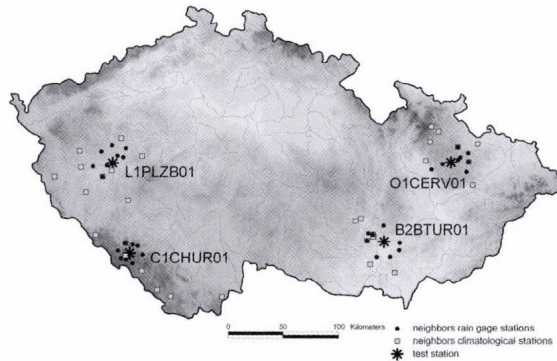 L1PLZB01
O1CERV01
B2BTUR01
C1CHUR01
0 50 100 Kilometers
neighbors rain gage stations
neighbors climatological stations
test station